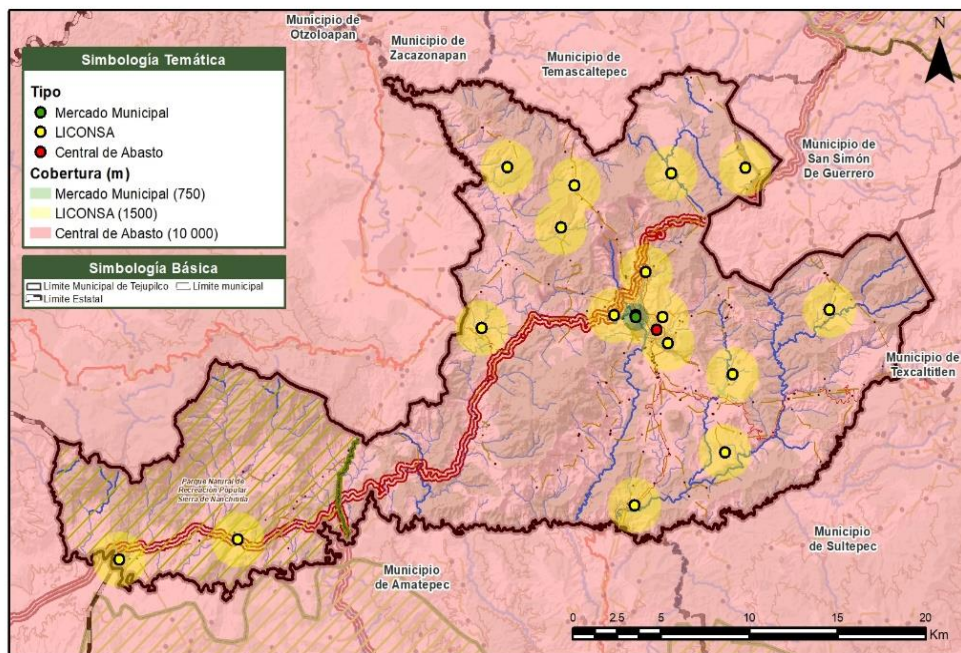 Municipio de
Otzoloapan
Municipio de
Zacazonapan
Municipio de
Temascaltepec
N
Simbología Temática
Tipo
Mercado Municipal
LICONSA
Central de Abasto
Cobertura (m)
Mercado Municipal (750)
LICONSA (1500)
Central de Abasto (10 000)
Simbología Básica
Límite Municipal de Tejupilco
Límite municipal
Límite Estatal
Municipio de
San Simón
De Guerrero
Municipio de
Texcaltitlen
Parque Natural de
Recreación Popular
Sierra de Nanchititla
Municipio
de Sultepec
Municipio
de Amatepec
0 2.5 5 10 15 20
Km